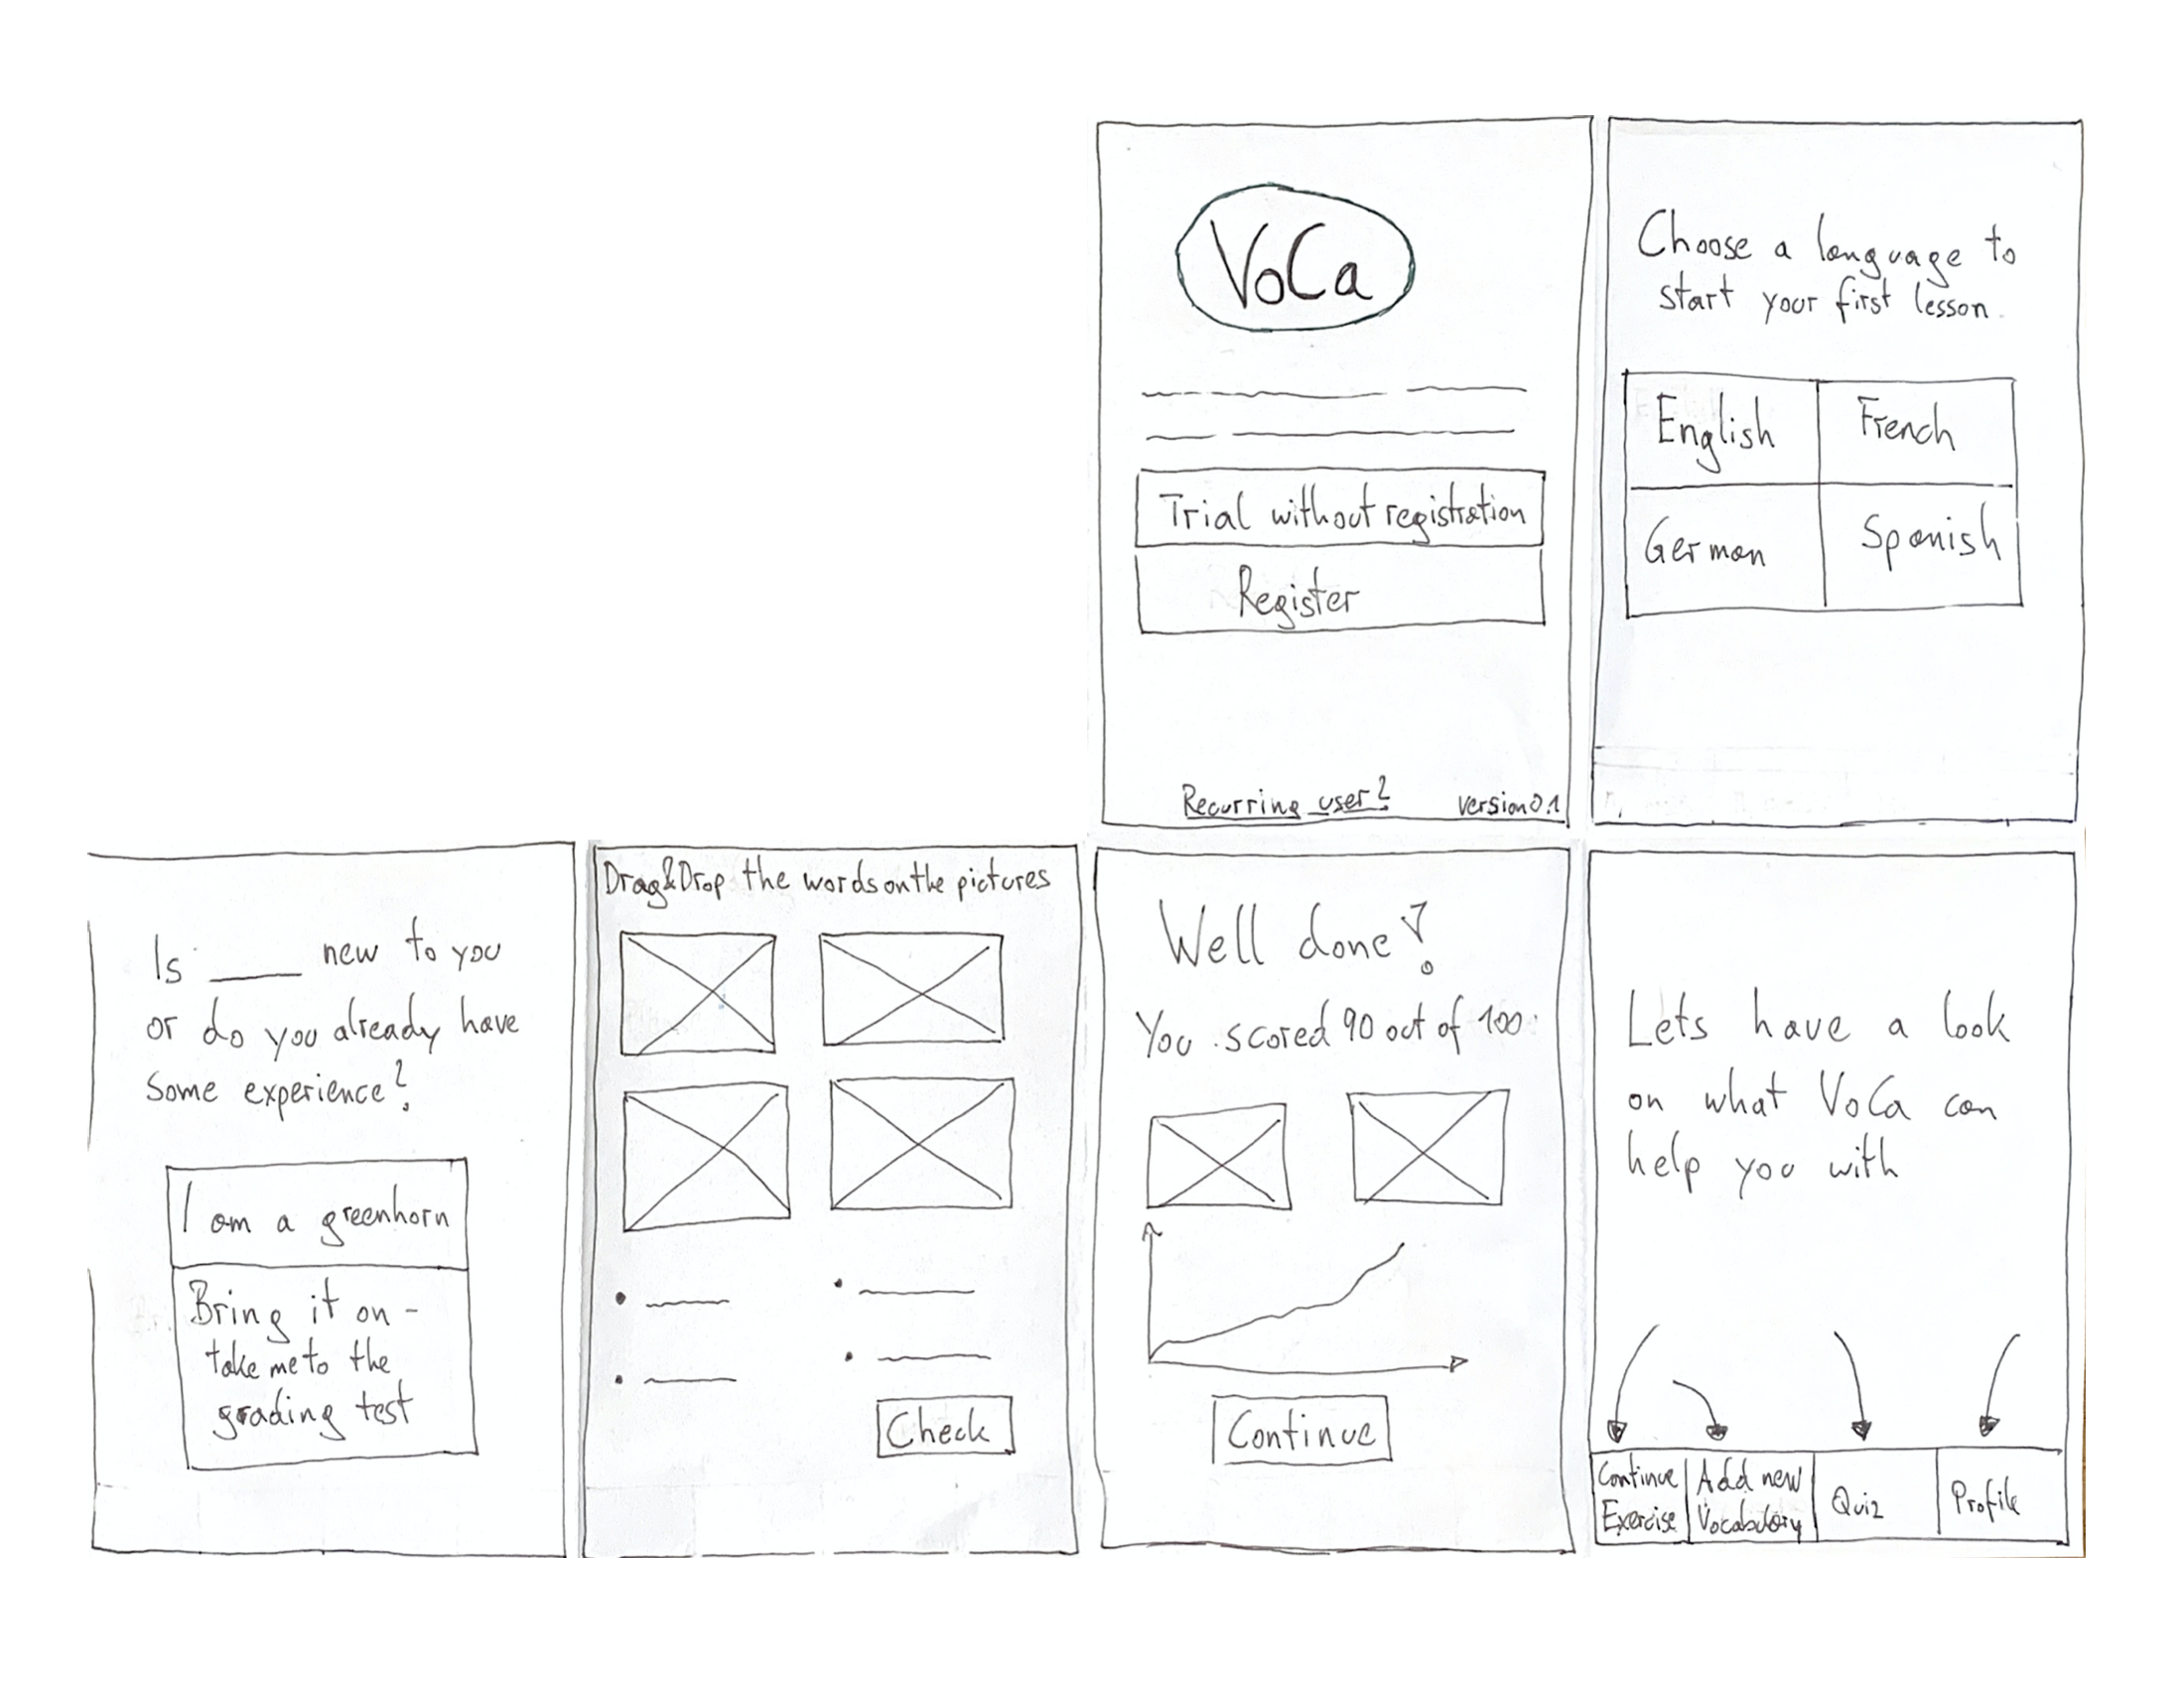 VoCa
Trial without registration
Register
Recurring user?
Version 0.1
Choose a language to
start your first lesson.
English
French
German
Spanish
Is ____ new to you
or do you already have
some experience?
I am a greenhorn
Bring it on -
take me to the
grading test
Drag&Drop the words on the pictures
Check
Well done!
You scored 90 out of 100.
Continue
Lets have a look
on what VoCa can
help you with
Continue
Exercise
Add new
Vocabulary
Quiz
Profile